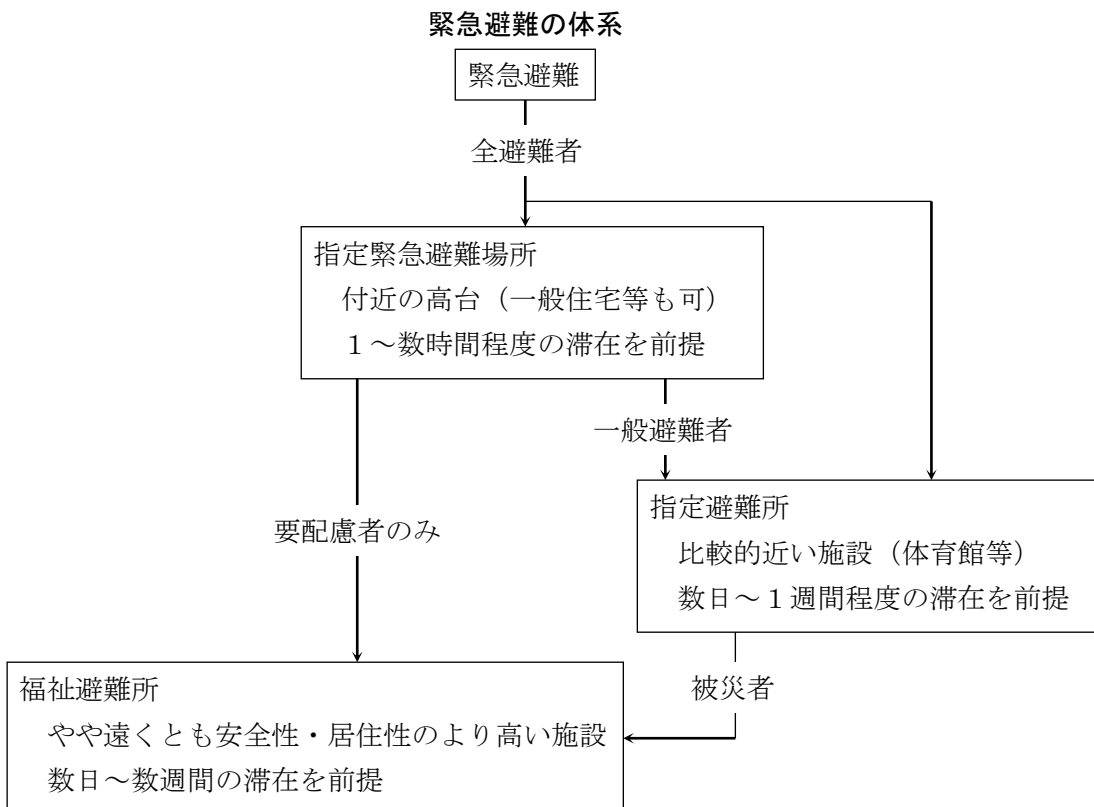 緊急避難の体系
緊急避難
全避難者
指定緊急避難場所
付近の高台（一般住宅等も可）
１～数時間程度の滞在を前提
一般避難者
要配慮者のみ
指定避難所
比較的近い施設（体育館等）
数日～１週間程度の滞在を前提
被災者
福祉避難所
やや遠くとも安全性・居住性のより高い施設
数日～数週間の滞在を前提